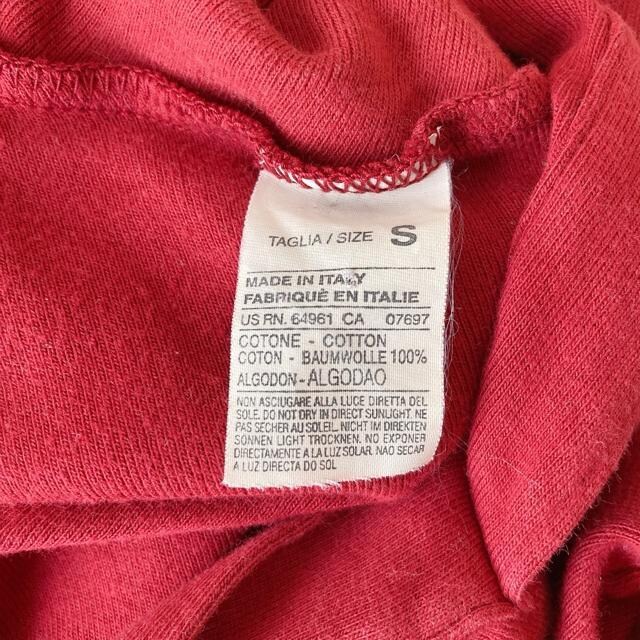 TAGLIA / SIZE S
MADE IN ITALY
FABRIQUÈ EN ITALIE
US RN. 64961 CA 07697
COTONE - COTTON
COTON - BAUMWOLLE 100%
ALGODON-ALGODAO
NON ASCIUGARE ALLA LUCE DIRETTA DEL
SOLE. DO NOT DRY IN DIRECT SUNLIGHT. NE
PAS SECHER AU SOLEIL. NICHT IM DIREKTEN
SONNEN LIGHT TROCKNEN. NO EXPONER
DIRECTAMENTE A LA LUZ SOLAR. NAO SECAR
A LUZ DIRECTA DO SOL